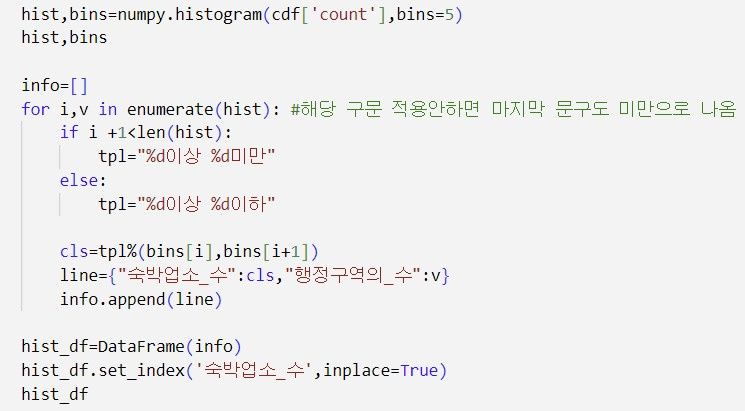 hist,bins=numpy.histogram(cdf['count'],bins=5)
hist,bins

info=[]
for i,v in enumerate(hist): #해당 구문 적용안하면 마지막 문구도 미만으로 나옴
    if i +1<len(hist):
        tpl="%d이상 %d미만"
    else:
        tpl="%d이상 %d이하"

    cls=tpl%(bins[i],bins[i+1])
    line={"숙박업소_수":cls,"행정구역의_수":v}
    info.append(line)

hist_df=DataFrame(info)
hist_df.set_index('숙박업소_수',inplace=True)
hist_df